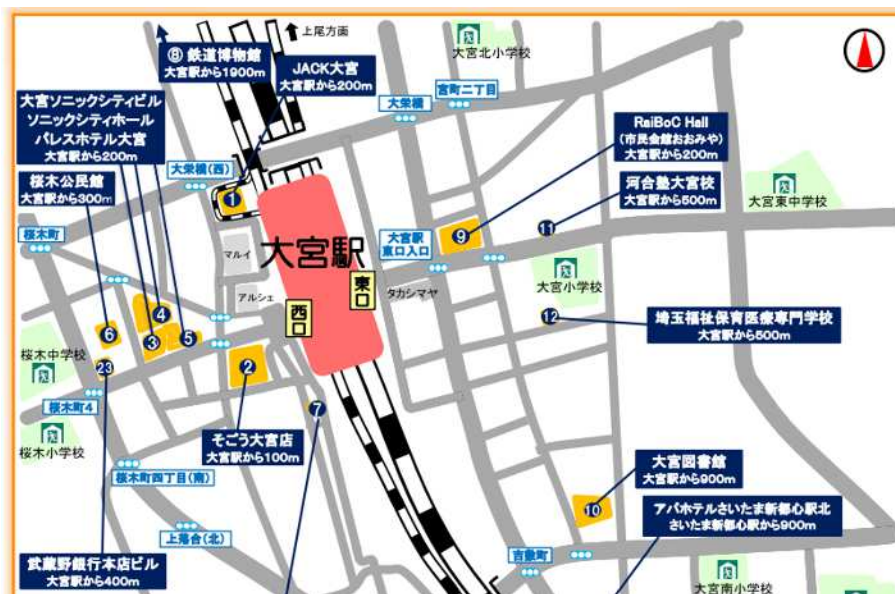 上尾方面
大宮北小学校
⑧ 鉄道博物館
大宮駅から1900m
JACK大宮
大宮駅から200m
大栄橋
宮町二丁目
大宮ソニックシティビル
ソニックシティホール
パレスホテル大宮
大宮駅から200m
RaiBoC Hall
(市民会館おおみや)
大宮駅から200m
大栄橋(西)
桜木公民館
大宮駅から300m
河合塾大宮校
大宮駅から500m
大宮東中学校
1
11
9
桜木町
マルイ
大宮駅
大宮駅
東口入口
大宮小学校
アルシェ
東口
西口
タカシマヤ
4
6
3
5
12
埼玉福祉保育医療専門学校
大宮駅から500m
桜木中学校
23
2
桜木町4
7
そごう大宮店
大宮駅から100m
桜木小学校
桜木町四丁目(南)
大宮図書館
大宮駅から900m
10
アパホテルさいたま新都心駅北
さいたま新都心駅から900m
上落合(北)
吉敷町
武蔵野銀行本店ビル
大宮駅から400m
大宮南小学校